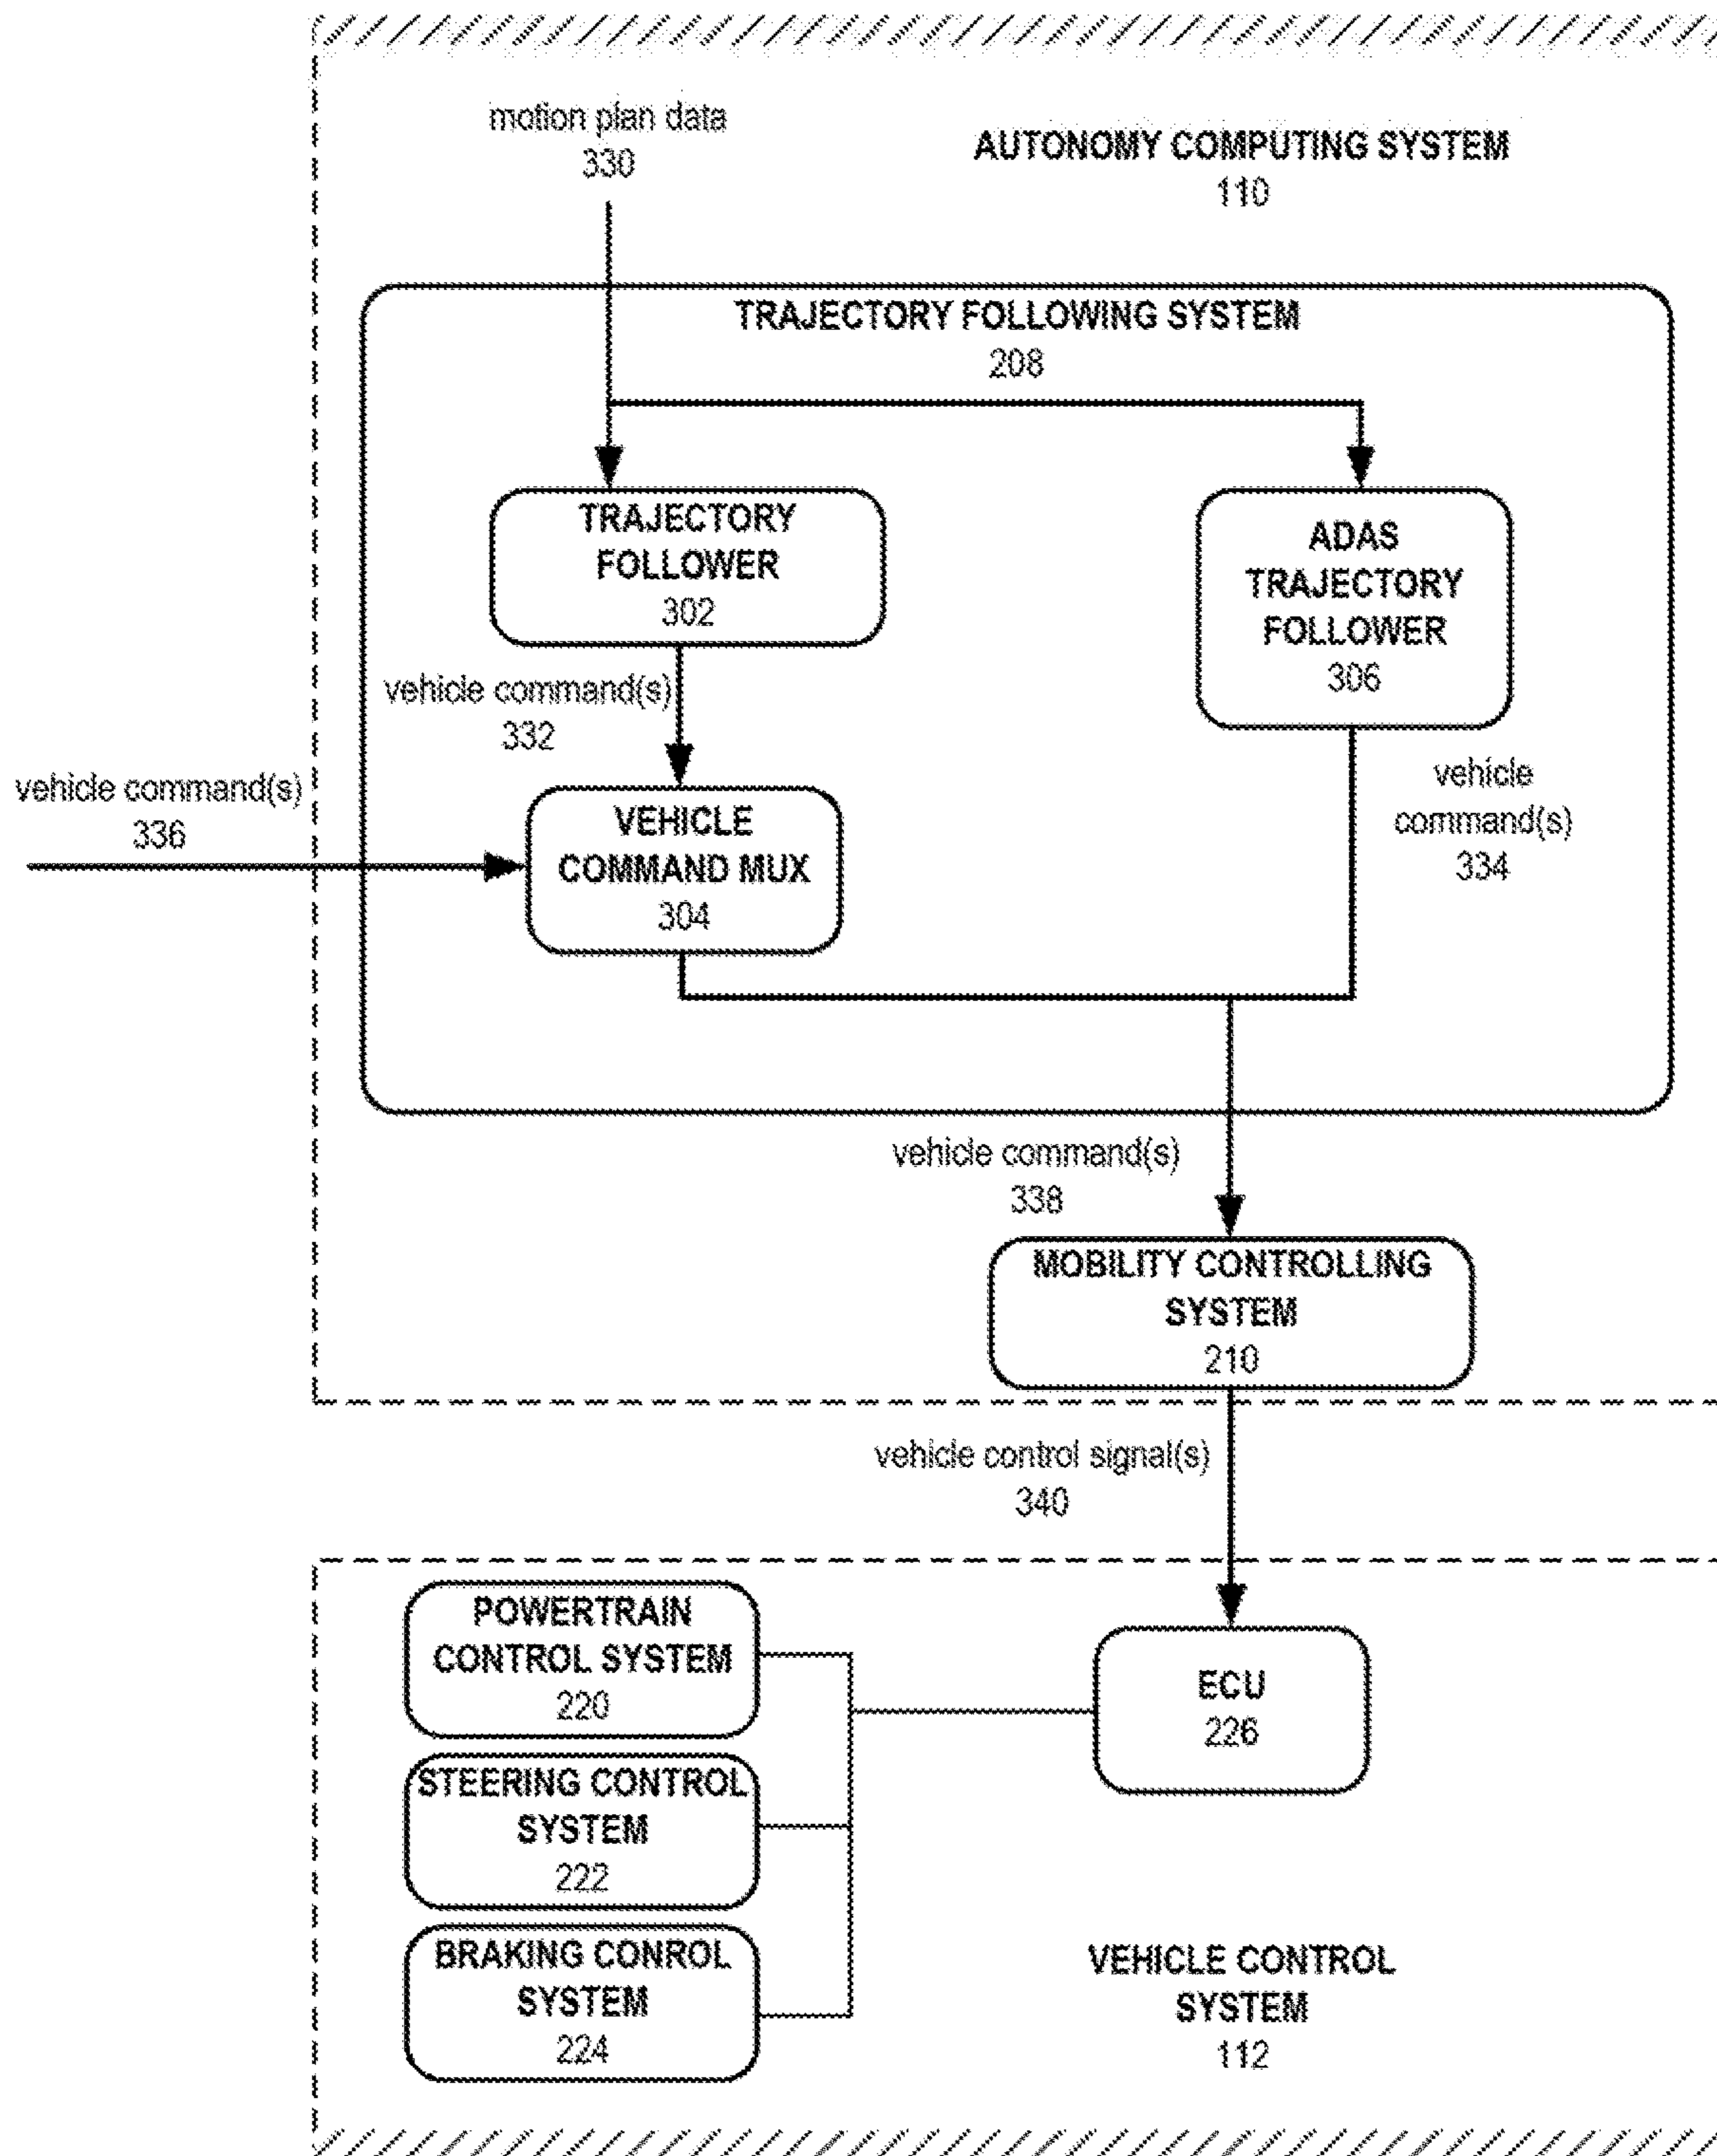 motion plan data
330
AUTONOMY COMPUTING SYSTEM
110
TRAJECTORY FOLLOWING SYSTEM
208
TRAJECTORY
FOLLOWER
302
ADAS
TRAJECTORY
FOLLOWER
306
vehicle command(s)
332
vehicle command(s)
336
VEHICLE
COMMAND MUX
304
vehicle
command(s)
334
vehicle command(s)
338
MOBILITY CONTROLLING
SYSTEM
210
vehicle control signal(s)
340
POWERTRAIN
CONTROL SYSTEM
220
ECU
226
STEERING CONTROL
SYSTEM
222
BRAKING CONROL
SYSTEM
224
VEHICLE CONTROL
SYSTEM
112